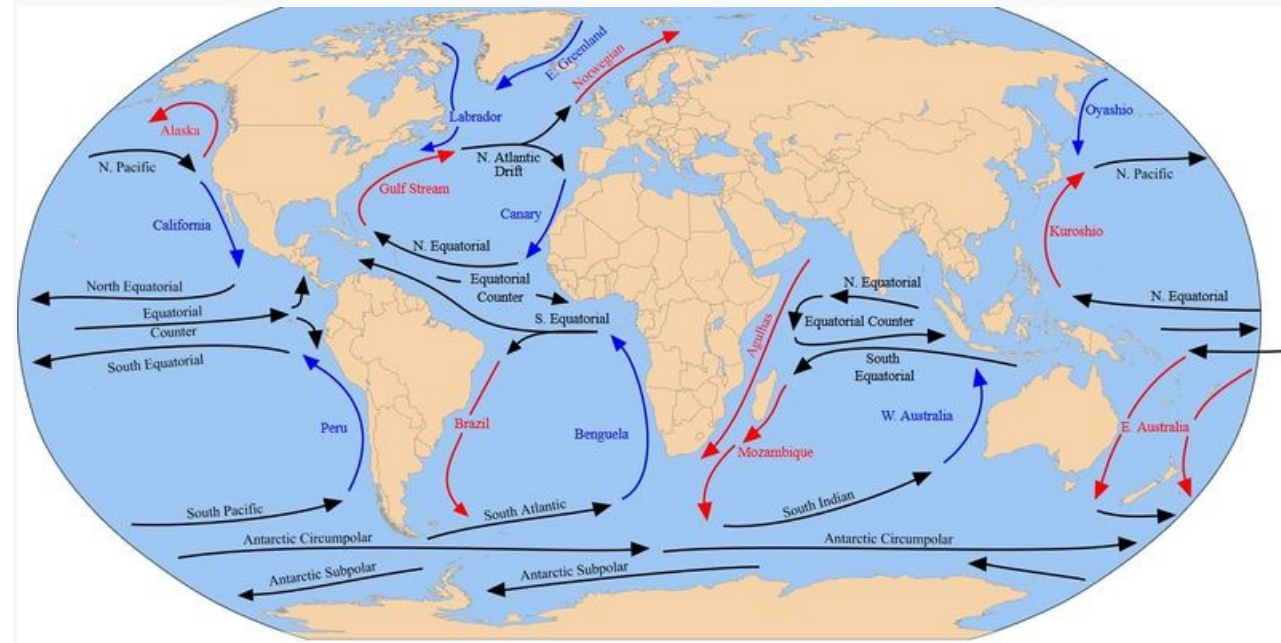 E. Greenland
Norwegian
Oyashio
Labrador
Alaska
N. Atlantic
Drift
N. Pacific
N. Pacific
Gulf Stream
Canary
California
Kuroshio
N. Equatorial
North Equatorial
Equatorial
Counter
N. Equatorial
N. Equatorial
Equatorial
Counter
S. Equatorial
Equatorial Counter
Agulhas
South Equatorial
South
Equatorial
Peru
Brazil
Benguela
W. Australia
E. Australia
Mozambique
South Pacific
South Atlantic
South Indian
Antarctic Circumpolar
Antarctic Circumpolar
Antarctic Subpolar
Antarctic Subpolar